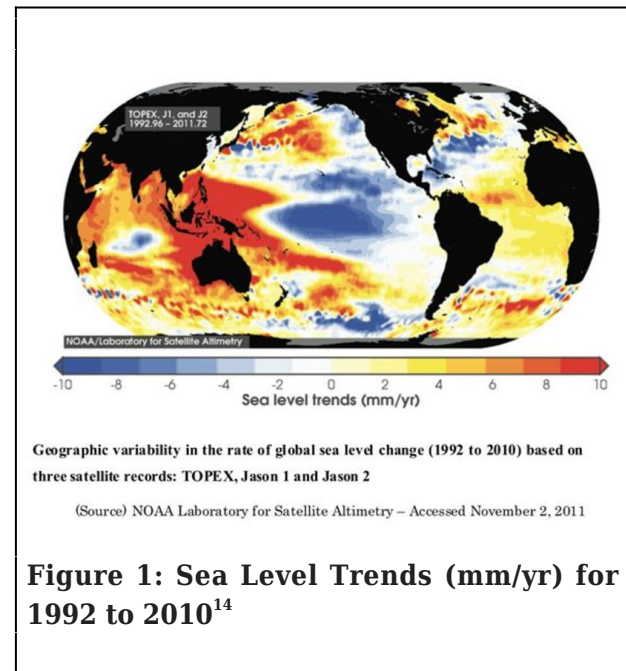 TOPEX, J1, and J2
1992.96 – 2011.72
NOAA/Laboratory for Satellite Altimetry
-10 -8 -6 -4 -2 0 2 4 6 8 10
Sea level trends (mm/yr)
Geographic variability in the rate of global sea level change (1992 to 2010) based on
three satellite records: TOPEX, Jason 1 and Jason 2
(Source) NOAA Laboratory for Satellite Altimetry – Accessed November 2, 2011
Figure 1: Sea Level Trends (mm/yr) for
1992 to 2010¹⁴